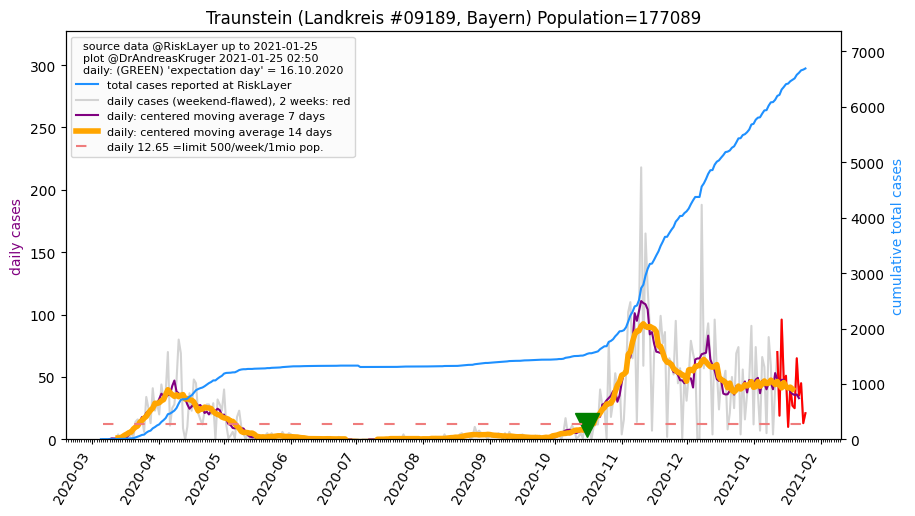 Traunstein (Landkreis #09189, Bayern) Population=177089
source data @RiskLayer up to 2021-01-25
plot @DrAndreasKruger 2021-01-25 02:50
daily: (GREEN) 'expectation day' = 16.10.2020
total cases reported at RiskLayer
daily cases (weekend-flawed), 2 weeks: red
daily: centered moving average 7 days
daily: centered moving average 14 days
daily 12.65 =limit 500/week/1mio pop.
daily cases
300
250
200
150
100
50
0
cumulative total cases
7000
6000
5000
4000
3000
2000
1000
0
2020-03
2020-04
2020-05
2020-06
2020-07
2020-08
2020-09
2020-10
2020-11
2020-12
2021-01
2021-02